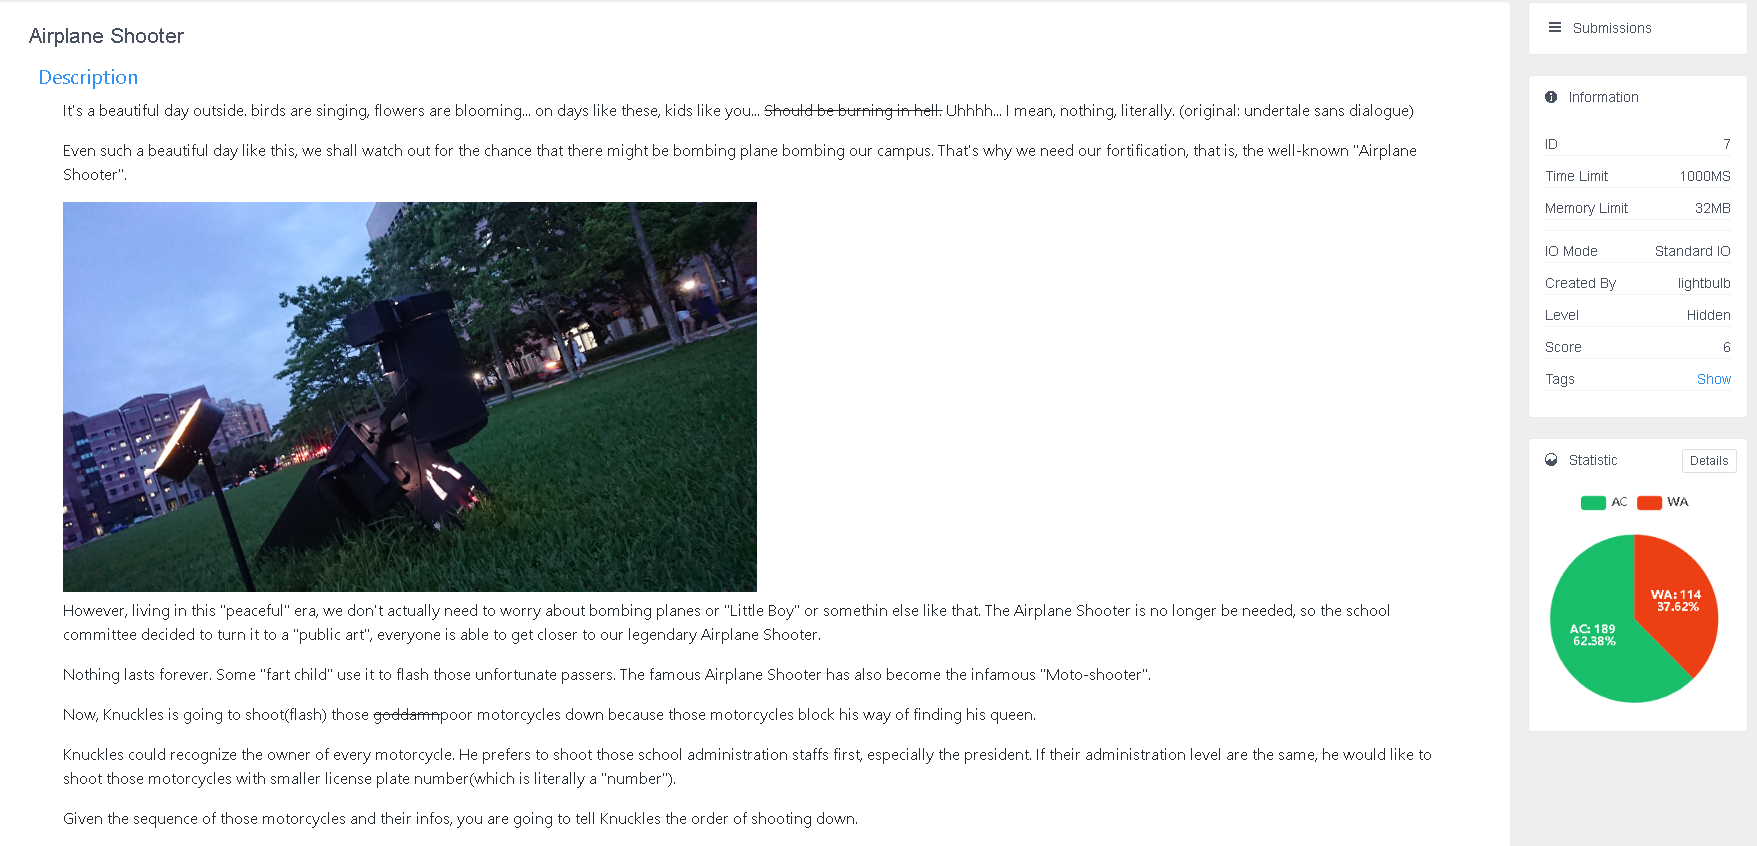 Airplane Shooter
Description
It's a beautiful day outside. birds are singing, flowers are blooming... on days like these, kids like you... Should be burning in hell. Uhhhh... I mean, nothing, literally. (original: undertale sans dialogue)
Even such a beautiful day like this, we shall watch out for the chance that there might be bombing plane bombing our campus. That's why we need our fortification, that is, the well-known "Airplane
Shooter".
However, living in this "peaceful" era, we don't actually need to worry about bombing planes or "Little Boy" or somethin else like that. The Airplane Shooter is no longer be needed, so the school
committee decided to turn it to a "public art", everyone is able to get closer to our legendary Airplane Shooter.
Nothing lasts forever. Some "fart child" use it to flash those unfortunate passers. The famous Airplane Shooter has also become the infamous "Moto-shooter".
Now, Knuckles is going to shoot(flash) those goddamnpoor motorcycles down because those motorcycles block his way of finding his queen.
Knuckles could recognize the owner of every motorcycle. He prefers to shoot those school administration staffs first, especially the president. If their administration level are the same, he would like to
shoot those motorcycles with smaller license plate number(which is literally a "number").
Given the sequence of those motorcycles and their infos, you are going to tell Knuckles the order of shooting down.
Submissions
Information
ID 7
Time Limit 1000MS
Memory Limit 32MB
IO Mode Standard IO
Created By lightbulb
Level Hidden
Score 6
Tags Show
Statistic Details
AC WA
WA: 114
37.62%
AC: 189
62.38%